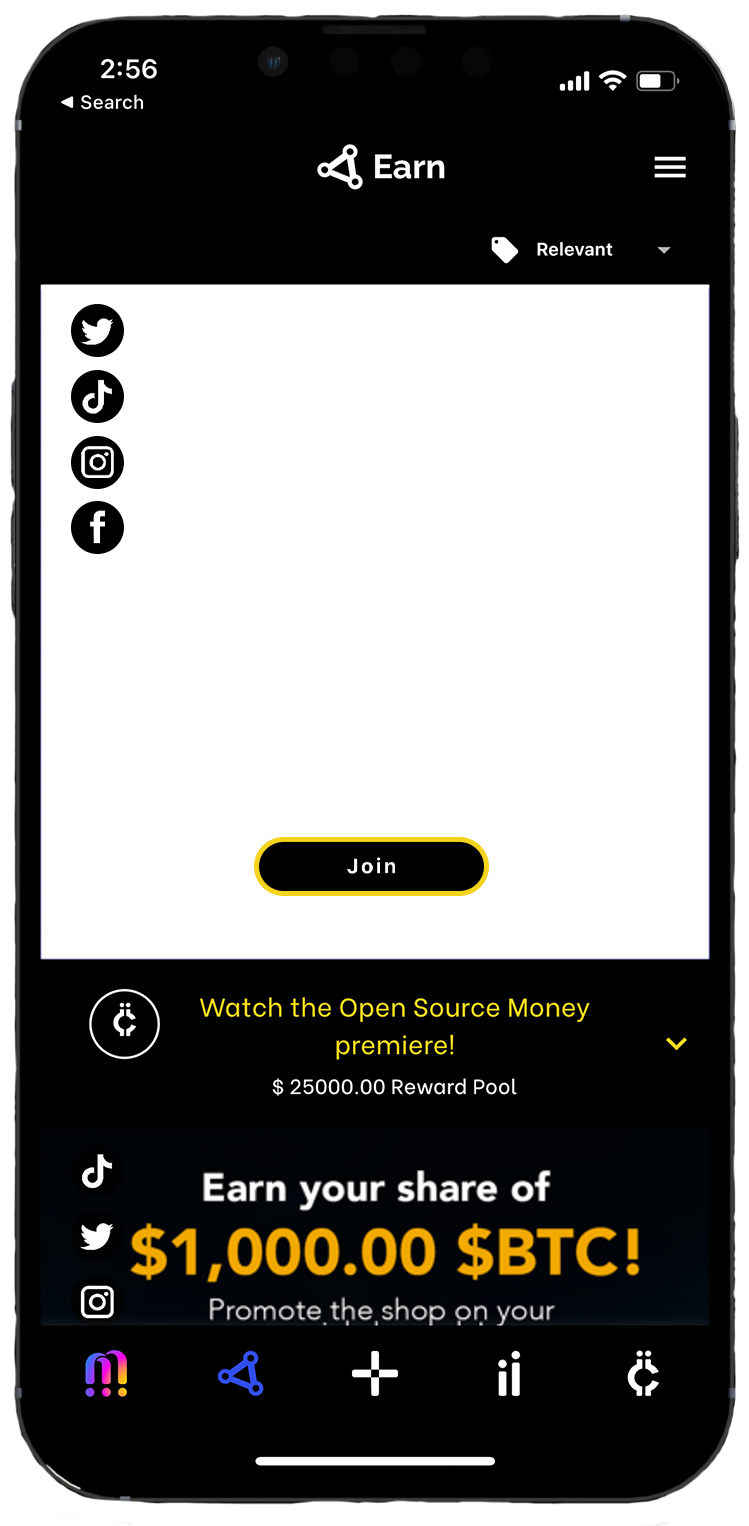 2:56
◀ Search
Earn
Relevant
Join
Watch the Open Source Money
premiere!
$ 25000.00 Reward Pool
Earn your share of
$1,000.00 $BTC!
Promote the shop on your